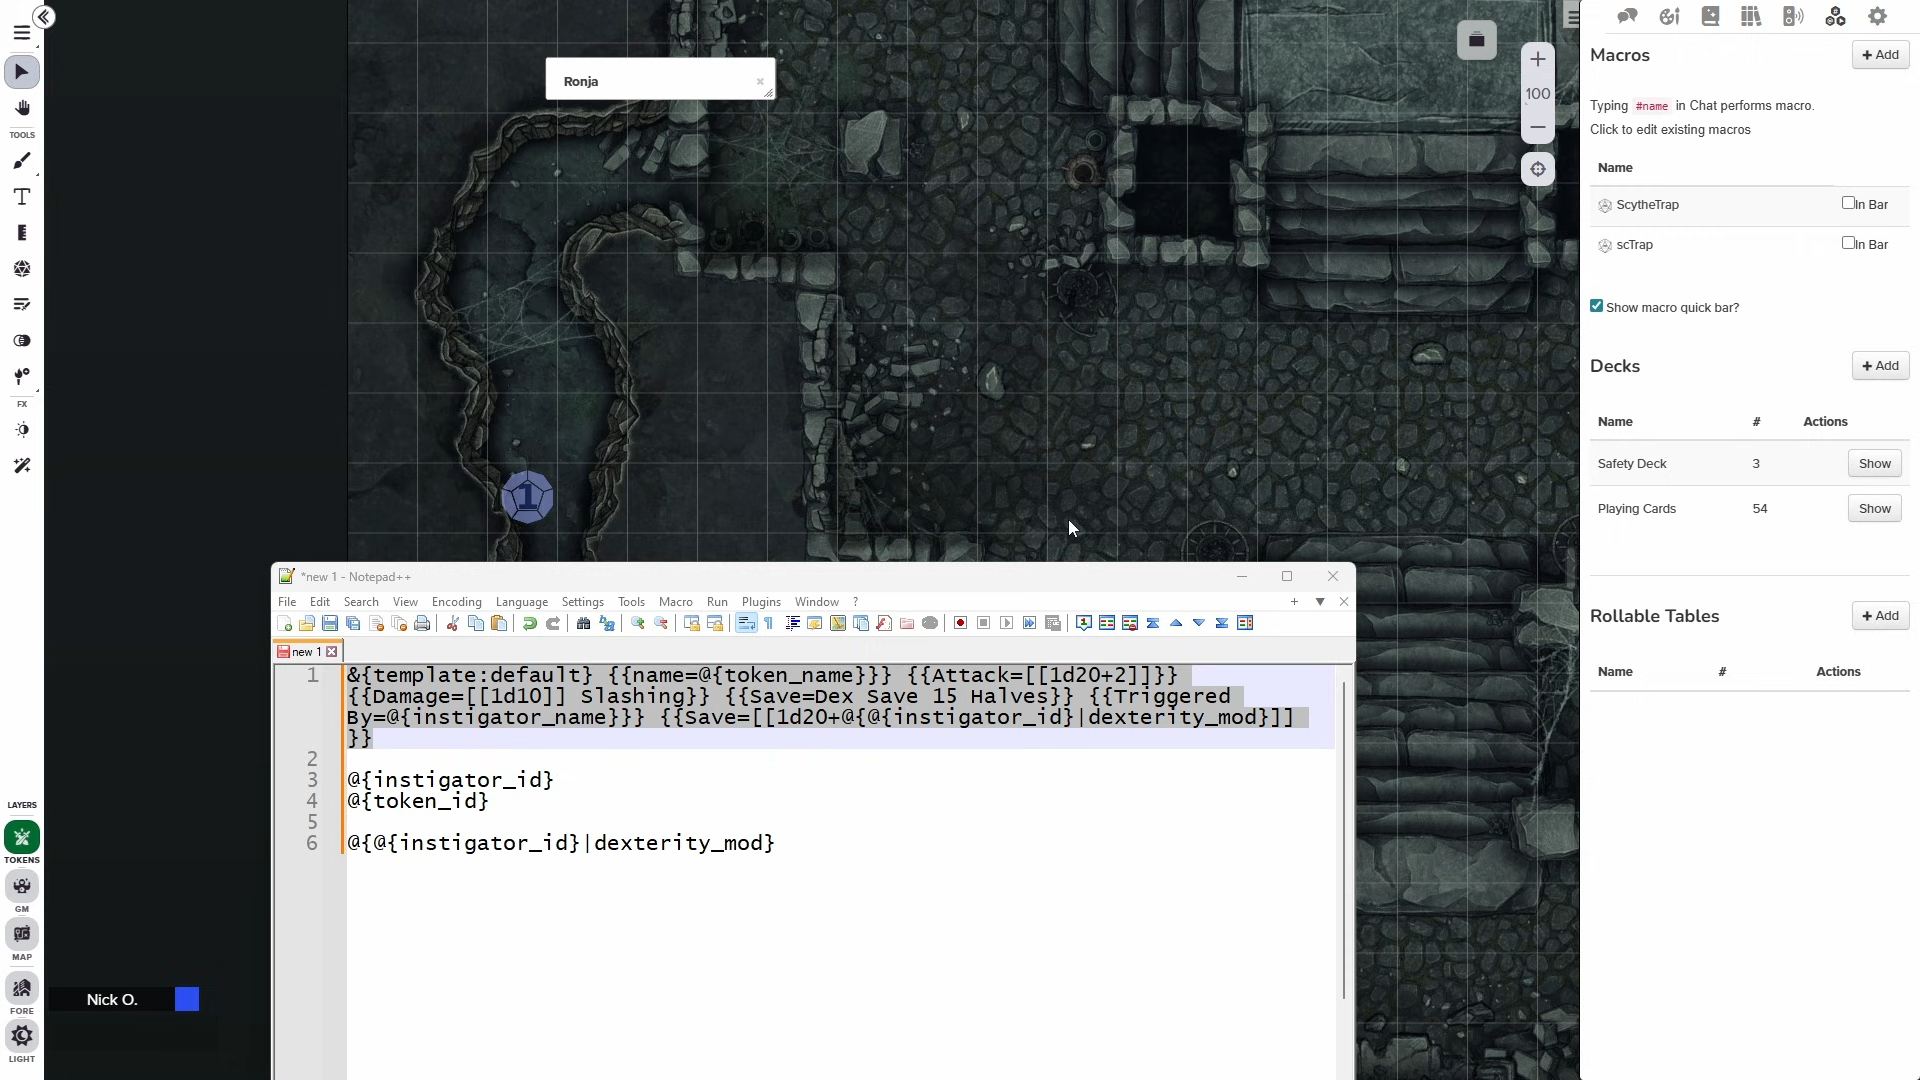 TOOLS
FX
LAYERS
TOKENS
GM
MAP
FORE
LIGHT
Ronja
×
1
100
Nick O.
*new 1 - Notepad++
File Edit Search View Encoding Language Settings Tools Macro Run Plugins Window ?
new 1
1 &{template:default} {{name=@{token_name}}} {{Attack=[[1d20+2]]}}
{{Damage=[[1d10]] Slashing}} {{Save=Dex Save 15 Halves}} {{Triggered
By=@{instigator_name}}} {{Save=[[1d20+@{@{instigator_id}|dexterity_mod}]]
}}
2
3 @{instigator_id}
4 @{token_id}
5
6 @{@{instigator_id}|dexterity_mod}
Macros
+ Add
Typing #name in Chat performs macro.
Click to edit existing macros
Name
ScytheTrap In Bar
scTrap In Bar
Show macro quick bar?
Decks
+ Add
Name # Actions
Safety Deck 3 Show
Playing Cards 54 Show
Rollable Tables
+ Add
Name # Actions